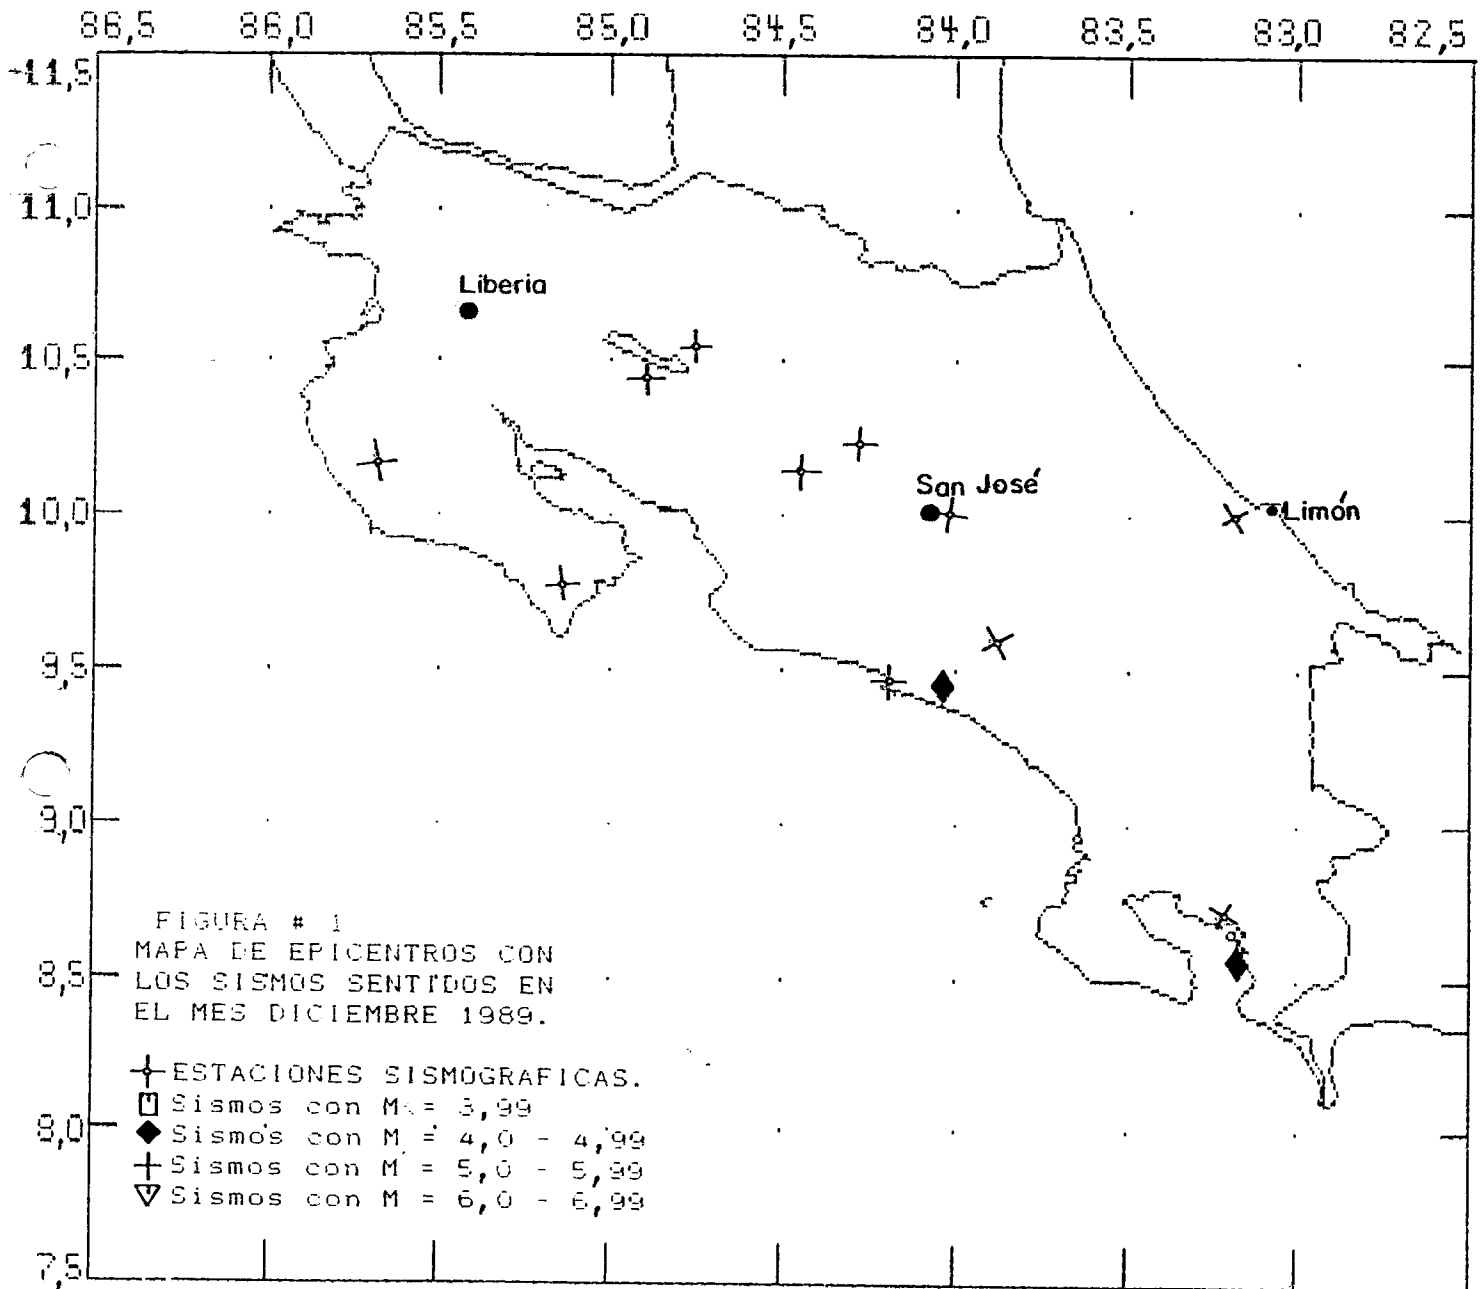 86,5 86,0 85,5 85,0 84,5 84,0 83,5 83,0 82,5
11,5
11,0
Liberia
10,5
San José
10,0
Limón
9,5
9,0
FIGURA # 1
MAPA DE EPICENTROS CON
LOS SISMOS SENTIDOS EN
8,5
EL MES DICIEMBRE 1989.
ESTACIONES SISMOGRAFICAS.
Sismos con M <= 3,99
8,0
Sismos con M = 4,0 - 4,99
Sismos con M = 5,0 - 5,99
Sismos con M = 6,0 - 6,99
7,5